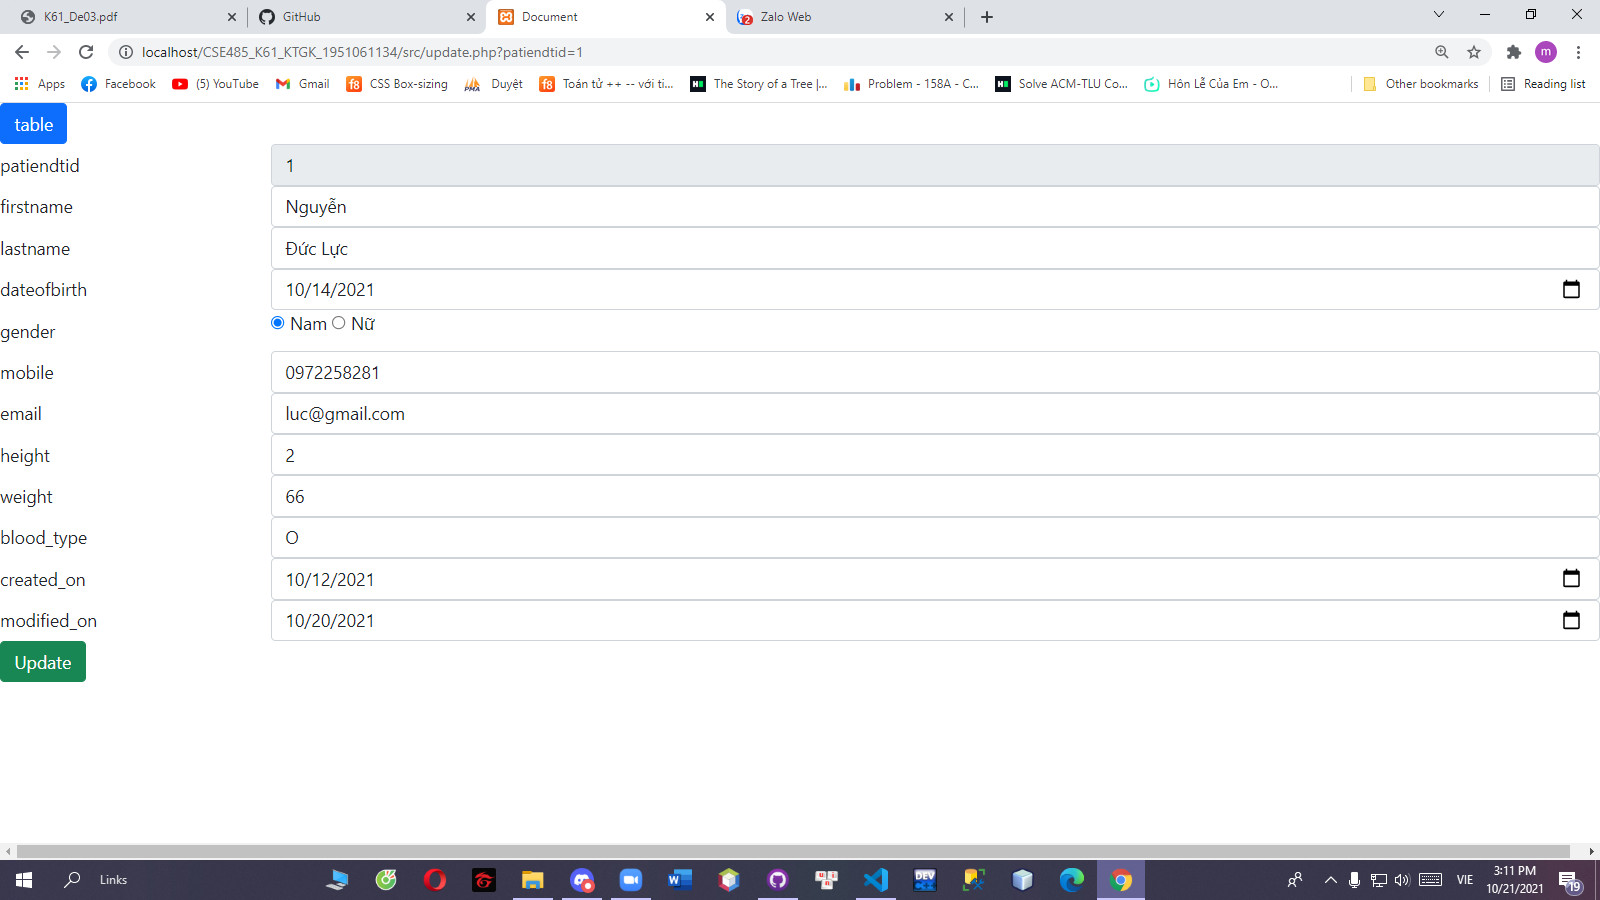 K61_De03.pdf
GitHub
Document
Zalo Web
localhost/CSE485_K61_KTGK_1951061134/src/update.php?patiendtid=1
m
Apps
Facebook
(5) YouTube
Gmail
f8 CSS Box-sizing
Duyệt
f8 Toán tử ++ -- với ti...
The Story of a Tree |...
Problem - 158A - C...
Solve ACM-TLU Co...
Hôn Lễ Của Em - O...
Other bookmarks
Reading list
table
patiendtid
1
firstname
Nguyễn
lastname
Đức Lực
dateofbirth
10/14/2021
gender
Nam
Nữ
mobile
0972258281
email
luc@gmail.com
height
2
weight
66
blood_type
O
created_on
10/12/2021
modified_on
10/20/2021
Update
Links
DEV
VIE
3:11 PM
10/21/2021
19